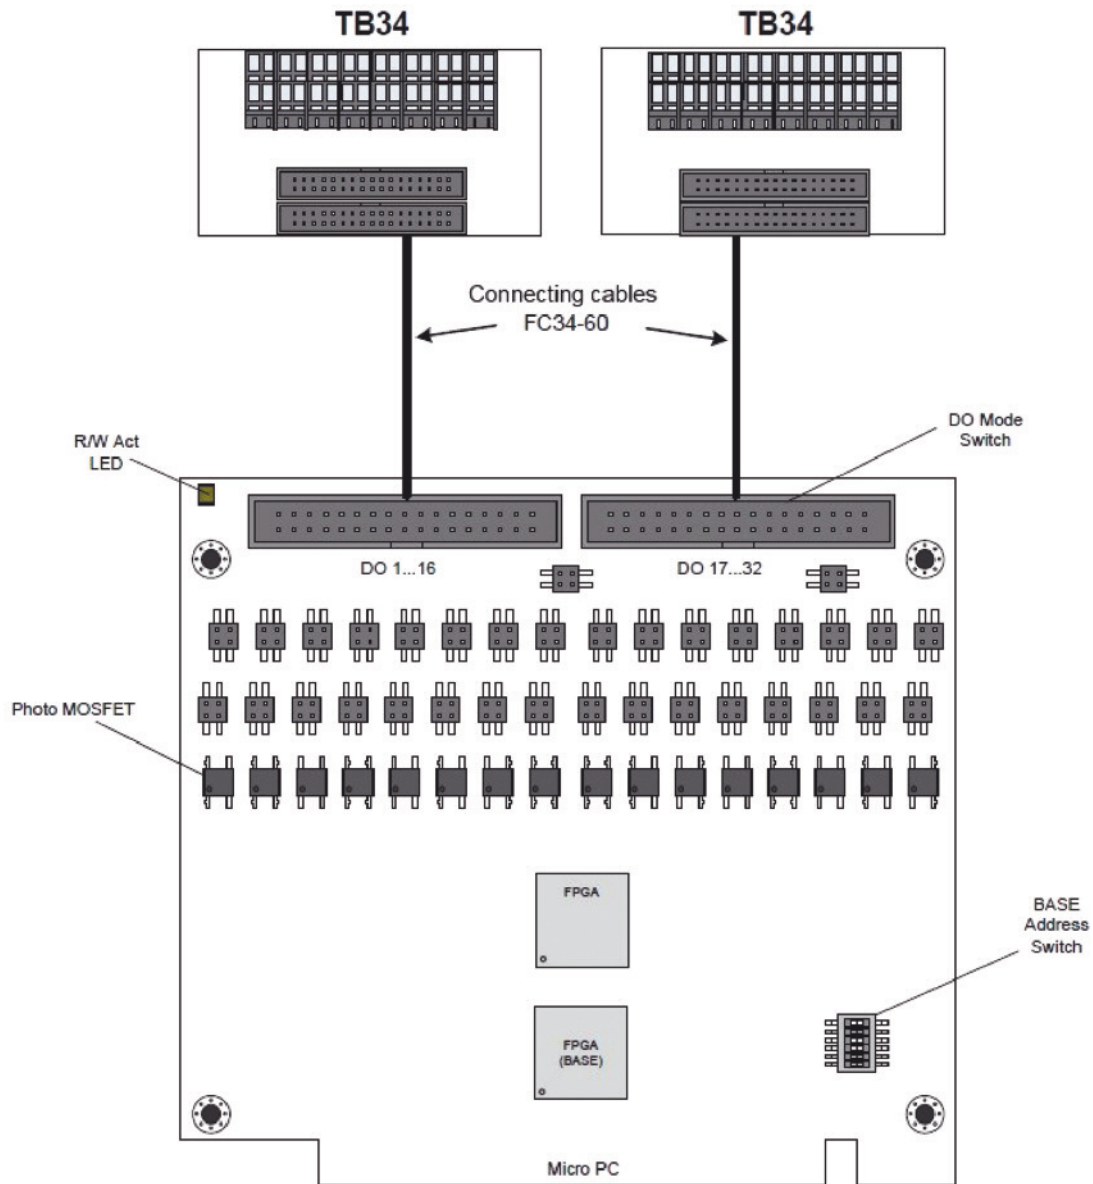 TB34
TB34
Connecting cables
FC34-60
R/W Act
LED
DO Mode
Switch
DO 1...16
DO 17...32
Photo MOSFET
FPGA
BASE
Address
Switch
FPGA
(BASE)
Micro PC